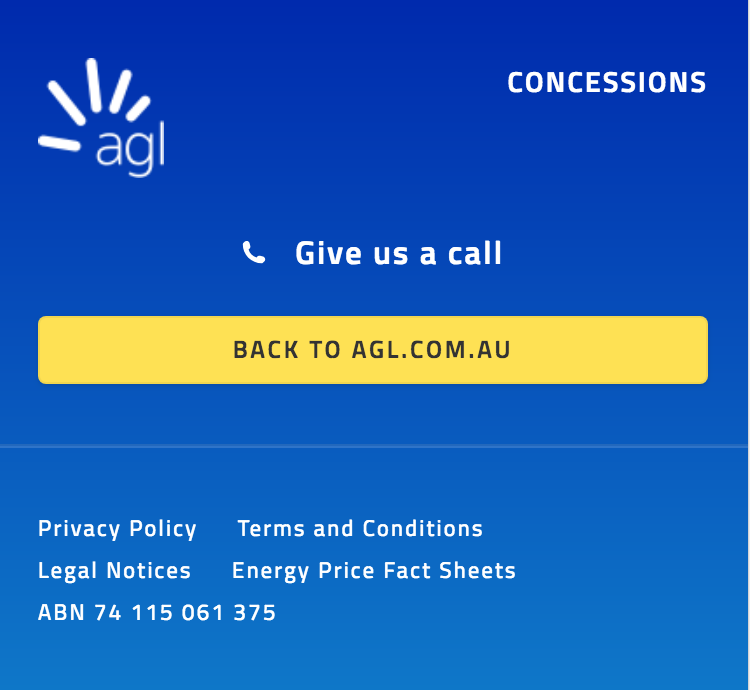 agl
CONCESSIONS
Give us a call
BACK TO AGL.COM.AU
Privacy Policy Terms and Conditions
Legal Notices Energy Price Fact Sheets
ABN 74 115 061 375